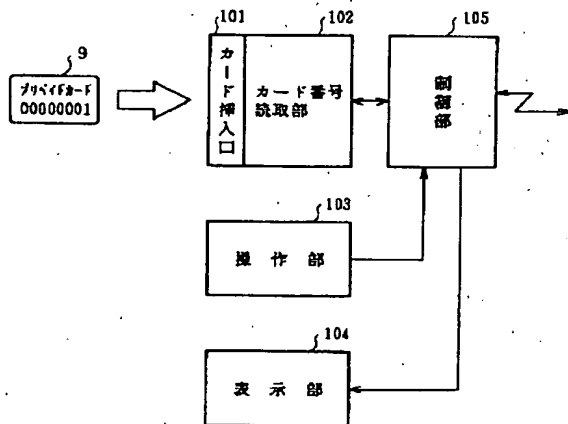 101
102
105
9
プリペイドカード
00000001
カード挿入口
カード番号
読取部
制御部
103
操作部
104
表示部